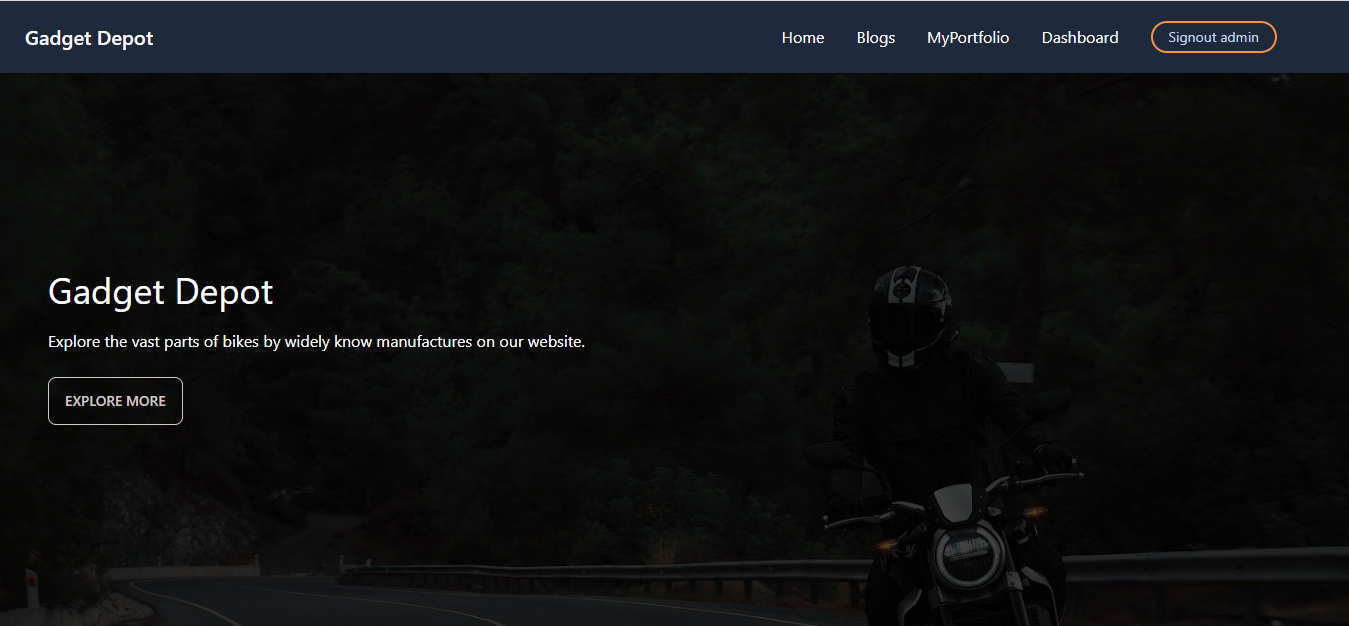 Gadget Depot
Home Blogs MyPortfolio Dashboard Signout admin
Gadget Depot
Explore the vast parts of bikes by widely know manufactures on our website.
EXPLORE MORE